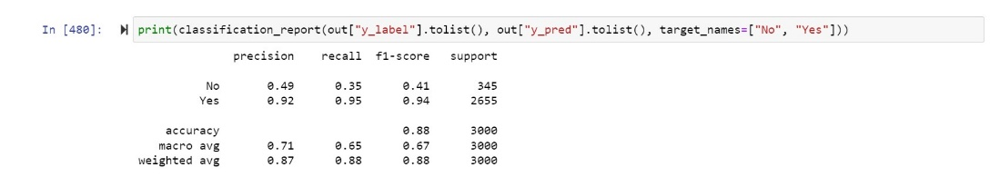 In [480]: print(classification_report(out["y_label"].tolist(), out["y_pred"].tolist(), target_names=["No", "Yes"]))
precision recall f1-score support
No 0.49 0.35 0.41 345
Yes 0.92 0.95 0.94 2655
accuracy 0.88 3000
macro avg 0.71 0.65 0.67 3000
weighted avg 0.87 0.88 0.88 3000